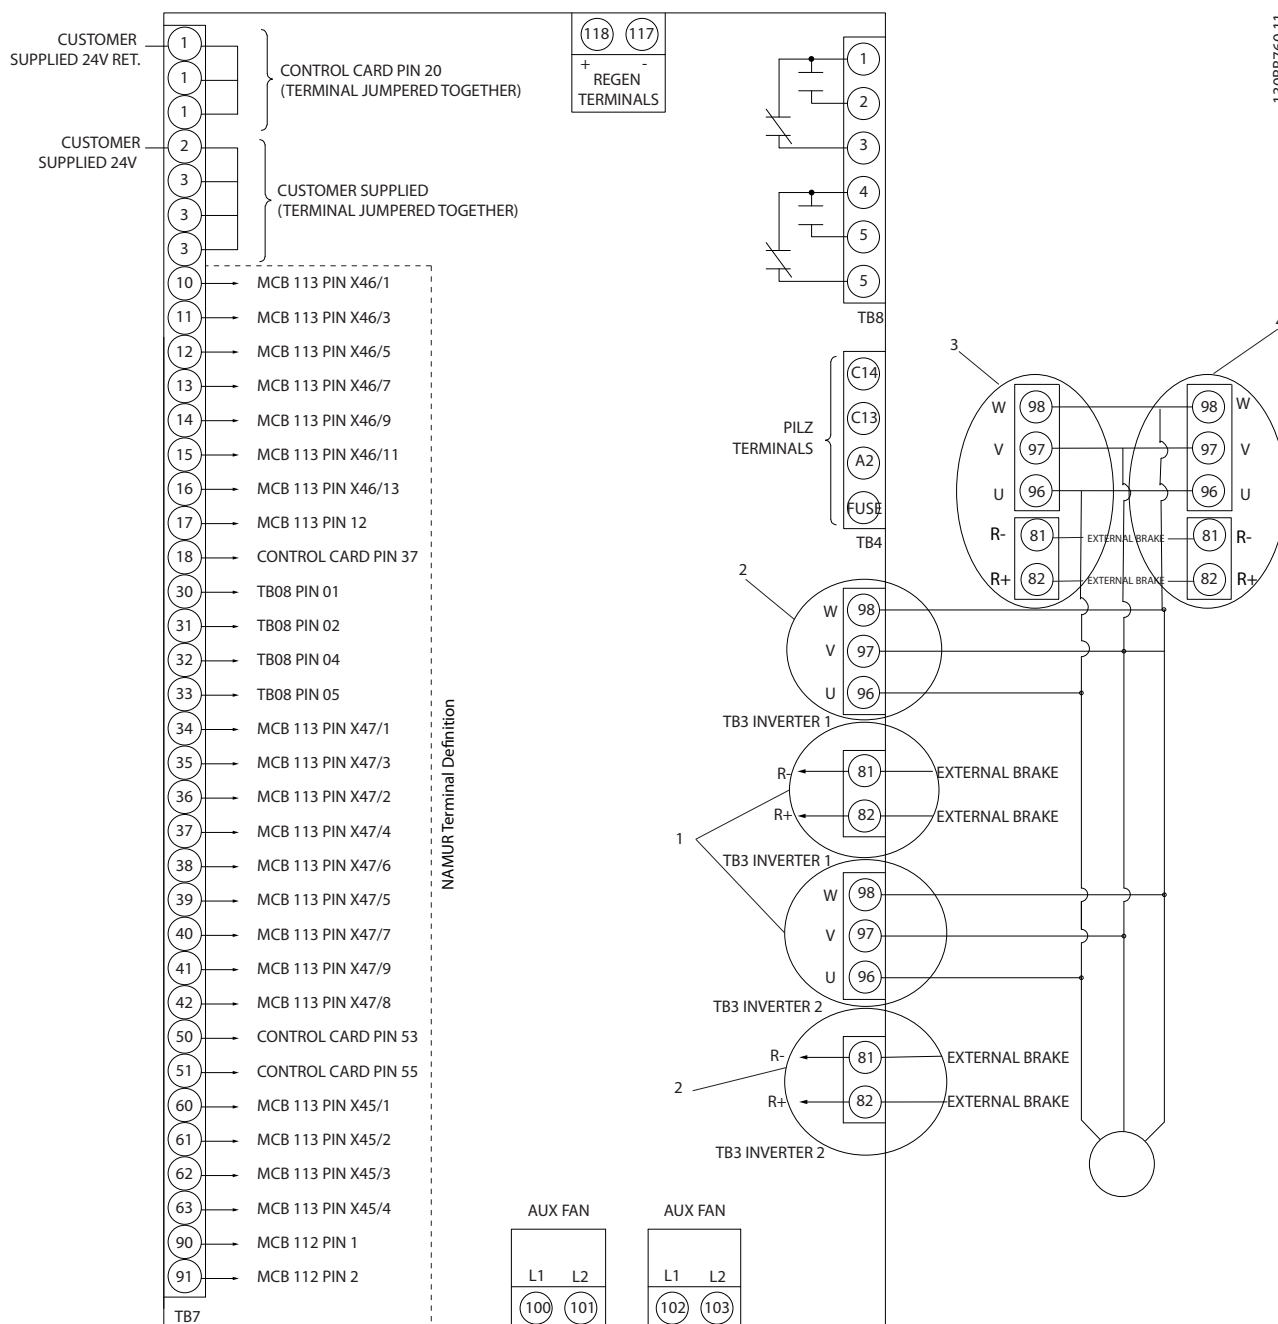 CUSTOMER
SUPPLIED 24V RET.
1
1
1
CONTROL CARD PIN 20
(TERMINAL JUMPERED TOGETHER)
CUSTOMER
SUPPLIED 24V
2
3
3
3
CUSTOMER SUPPLIED
(TERMINAL JUMPERED TOGETHER)
10 MCB 113 PIN X46/1
11 MCB 113 PIN X46/3
12 MCB 113 PIN X46/5
13 MCB 113 PIN X46/7
14 MCB 113 PIN X46/9
15 MCB 113 PIN X46/11
16 MCB 113 PIN X46/13
17 MCB 113 PIN 12
18 CONTROL CARD PIN 37
30 TB08 PIN 01
31 TB08 PIN 02
32 TB08 PIN 04
33 TB08 PIN 05
34 MCB 113 PIN X47/1
35 MCB 113 PIN X47/3
36 MCB 113 PIN X47/2
37 MCB 113 PIN X47/4
38 MCB 113 PIN X47/6
39 MCB 113 PIN X47/5
40 MCB 113 PIN X47/7
41 MCB 113 PIN X47/9
42 MCB 113 PIN X47/8
50 CONTROL CARD PIN 53
51 CONTROL CARD PIN 55
60 MCB 113 PIN X45/1
61 MCB 113 PIN X45/2
62 MCB 113 PIN X45/3
63 MCB 113 PIN X45/4
90 MCB 112 PIN 1
91 MCB 112 PIN 2
TB7
NAMUR Terminal Definition
118 117
+ -
REGEN
TERMINALS
1
2
3
4
5
5
TB8
PILZ
TERMINALS
C14
C13
A2
FUSE
TB4
2
W 98
V 97
U 96
TB3 INVERTER 1
1
R- 81 EXTERNAL BRAKE
R+ 82 EXTERNAL BRAKE
TB3 INVERTER 1
W 98
V 97
U 96
TB3 INVERTER 2
2
R- 81 EXTERNAL BRAKE
R+ 82 EXTERNAL BRAKE
TB3 INVERTER 2
3
W 98 98 W
V 97 97 V
U 96 96 U
R- 81 EXTERNAL BRAKE 81 R-
R+ 82 EXTERNAL BRAKE 82 R+
AUX FAN
L1 L2
100 101
AUX FAN
L1 L2
102 103